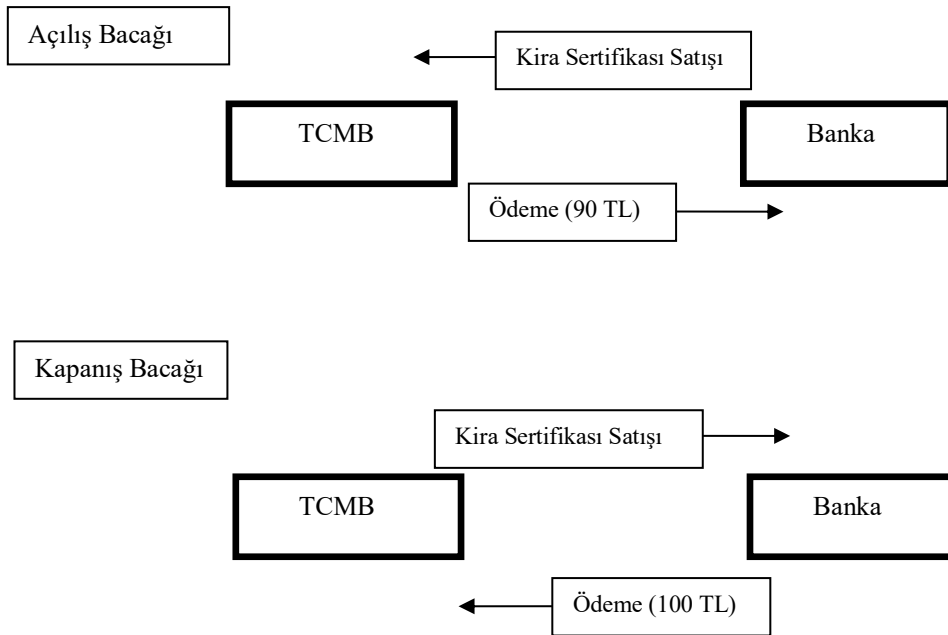 Açılış Bacağı
Kira Sertifikası Satışı
TCMB
Banka
Ödeme (90 TL)
Kapanış Bacağı
Kira Sertifikası Satışı
TCMB
Banka
Ödeme (100 TL)